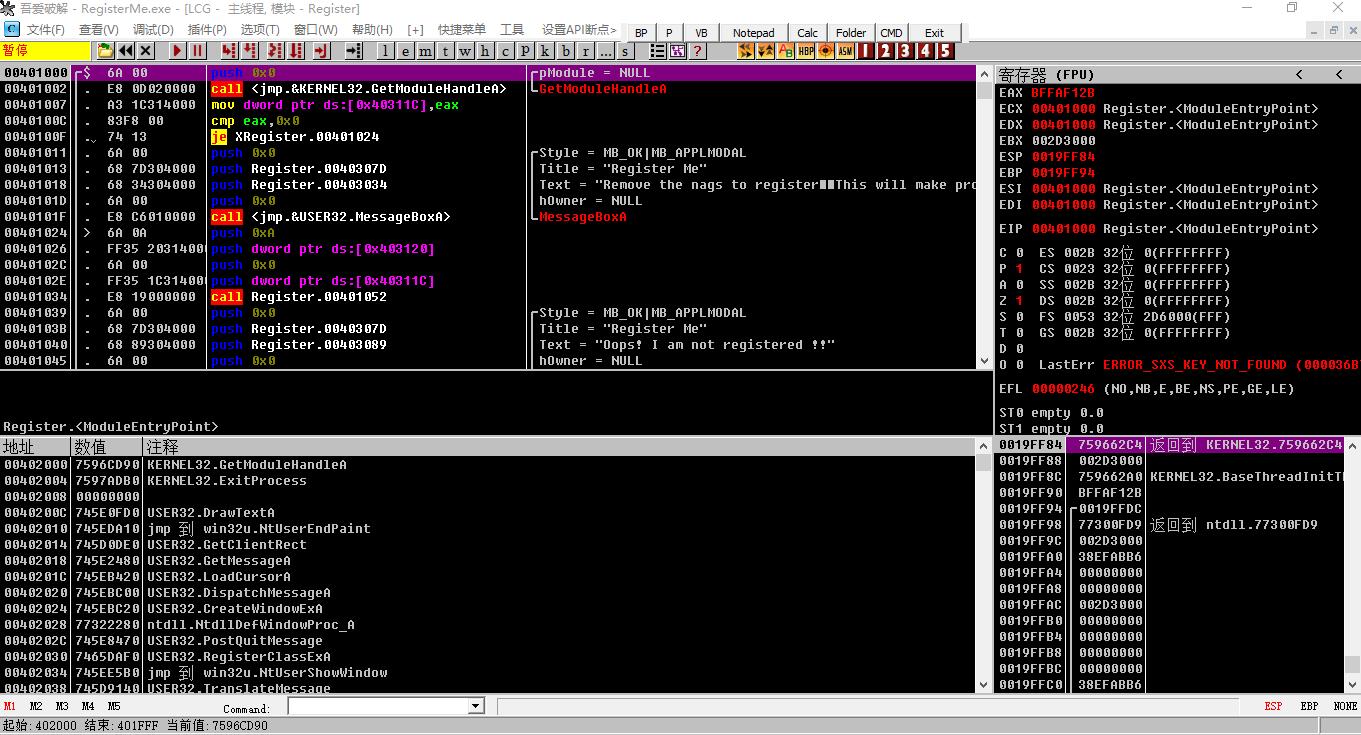 吾爱破解 - RegisterMe.exe - [LCG - 主线程, 模块 - Register]
文件(F) 查看(V) 调试(D) 插件(P) 选项(T) 窗口(W) 帮助(H) [+] 快捷菜单 工具 设置API断点> BP P VB Notepad Calc Folder CMD Exit
暂停 l e m t w h c p k b r ... s ? HBP ASM 1 2 3 4 5
00401000 $ 6A 00 push 0x0 pModule = NULL
00401002 . E8 0D020000 call <jmp.&KERNEL32.GetModuleHandleA> GetModuleHandleA
00401007 . A3 1C314000 mov dword ptr ds:[0x40311C],eax
0040100C . 83F8 00 cmp eax,0x0
0040100F . 74 13 je XRegister.00401024
00401011 . 6A 00 push 0x0 Style = MB_OK|MB_APPLMODAL
00401013 . 68 7D304000 push Register.0040307D Title = "Register Me"
00401018 . 68 34304000 push Register.00403034 Text = "Remove the nags to register■■This will make pro
0040101D . 6A 00 push 0x0 hOwner = NULL
0040101F . E8 C6010000 call <jmp.&USER32.MessageBoxA> MessageBoxA
00401024 > 6A 0A push 0xA
00401026 . FF35 20314000 push dword ptr ds:[0x403120]
0040102C . 6A 00 push 0x0
0040102E . FF35 1C314000 push dword ptr ds:[0x40311C]
00401034 . E8 19000000 call Register.00401052
00401039 . 6A 00 push 0x0 Style = MB_OK|MB_APPLMODAL
0040103B . 68 7D304000 push Register.0040307D Title = "Register Me"
00401040 . 68 89304000 push Register.00403089 Text = "Oops! I am not registered !!"
00401045 . 6A 00 push 0x0 hOwner = NULL
Register.<ModuleEntryPoint>
寄存器 (FPU) < <
EAX BFFAF12B
ECX 00401000 Register.<ModuleEntryPoint>
EDX 00401000 Register.<ModuleEntryPoint>
EBX 002D3000
ESP 0019FF84
EBP 0019FF94
ESI 00401000 Register.<ModuleEntryPoint>
EDI 00401000 Register.<ModuleEntryPoint>
EIP 00401000 Register.<ModuleEntryPoint>
C 0 ES 002B 32位 0(FFFFFFFF)
P 1 CS 0023 32位 0(FFFFFFFF)
A 0 SS 002B 32位 0(FFFFFFFF)
Z 1 DS 002B 32位 0(FFFFFFFF)
S 0 FS 0053 32位 2D6000(FFF)
T 0 GS 002B 32位 0(FFFFFFFF)
D 0
O 0 LastErr ERROR_SXS_KEY_NOT_FOUND (000036B7
EFL 00000246 (NO,NB,E,BE,NS,PE,GE,LE)
ST0 empty 0.0
ST1 empty 0.0
地址 数值 注释
00402000 7596CD90 KERNEL32.GetModuleHandleA
00402004 7597ADB0 KERNEL32.ExitProcess
00402008 00000000
0040200C 745E0FD0 USER32.DrawTextA
00402010 745EDA10 jmp 到 win32u.NtUserEndPaint
00402014 745D0DE0 USER32.GetClientRect
00402018 745E2480 USER32.GetMessageA
0040201C 745EB420 USER32.LoadCursorA
00402020 745EBC00 USER32.DispatchMessageA
00402024 745EBC20 USER32.CreateWindowExA
00402028 77322280 ntdll.NtdllDefWindowProc_A
0040202C 745E8470 USER32.PostQuitMessage
00402030 7465DAF0 USER32.RegisterClassExA
00402034 745EE5B0 jmp 到 win32u.NtUserShowWindow
00402038 745D9140 USER32.TranslateMessage
0019FF84 759662C4 返回到 KERNEL32.759662C4
0019FF88 002D3000
0019FF8C 759662A0 KERNEL32.BaseThreadInitTh
0019FF90 BFFAF12B
0019FF94 0019FFDC
0019FF98 77300FD9 返回到 ntdll.77300FD9
0019FF9C 002D3000
0019FFA0 38EFABB6
0019FFA4 00000000
0019FFA8 00000000
0019FFAC 002D3000
0019FFB0 00000000
0019FFB4 00000000
0019FFB8 00000000
0019FFBC 00000000
0019FFC0 38EFABB6
M1 M2 M3 M4 M5 Command: ESP EBP NONE
起始: 402000 结束: 401FFF 当前值: 7596CD90